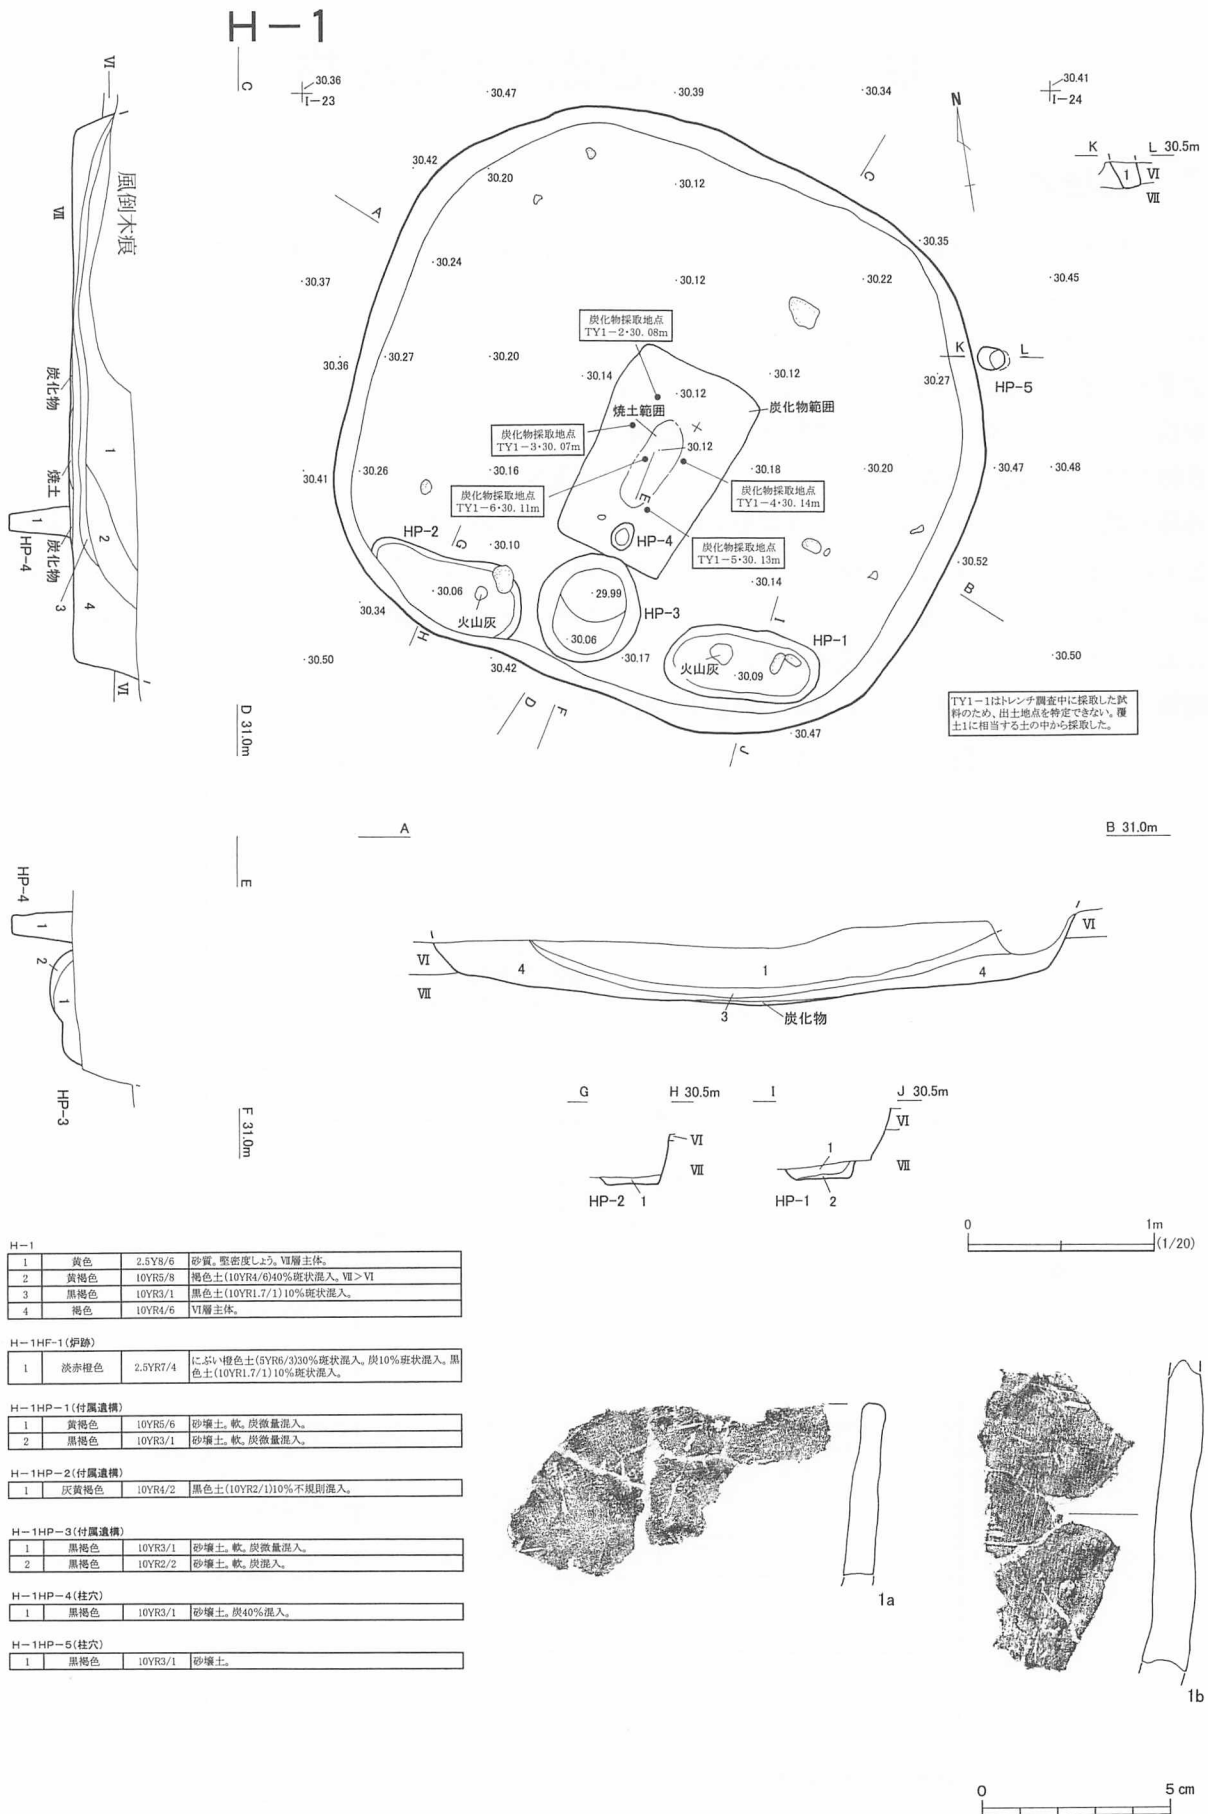 H-1
VI
C
30.36
I-23
・30.47
・30.39
・30.34
30.41
I-24
N
K
L 30.5m
1
VI
VII
風倒木痕
VII
30.42
30.20
・30.12
C
A
・30.35
・30.24
・30.37
・30.12
・30.22
・30.45
炭化物採取地点
TY1-2・30.08m
30.36
・30.27
・30.20
・30.14
・30.12
・30.12
K
L
30.27
HP-5
炭化物
焼土範囲
炭化物範囲
炭化物採取地点
TY1-3・30.07m
30.12
1
30.41
・30.26
・30.16
・30.18
・30.20
・30.47
・30.48
焼土
炭化物採取地点
TY1-6・30.11m
E
炭化物採取地点
TY1-4・30.14m
1
HP-4
炭化物
2
HP-2
G
・30.10
HP-4
炭化物採取地点
TY1-5・30.13m
・30.52
3
4
・30.06
火山灰
・29.99
HP-3
・30.14
B
30.34
H
・30.06
I
HP-1
・30.50
30.42
・30.17
火山灰
・30.09
・30.50
VI
D
F
J
・30.47
D 31.0m
TY1-1はトレンチ調査中に採取した試
料のため、出土地点を特定できない。覆
土1に相当する土の中から採取した。
A
B 31.0m
E
HP-4
1
2
1
HP-3
F 31.0m
VI
VII
4
1
4
VI
3
炭化物
G
H 30.5m
I
J 30.5m
VI
VII
HP-2 1
1
VI
VII
HP-1 2
0 1m
(1/20)
H-1
1 黄色 2.5Y8/6 砂質。堅密度しょう。VII層主体。
2 黄褐色 10YR5/8 褐色土(10YR4/6)40%斑状混入。VII>VI
3 黒褐色 10YR3/1 黒色土(10YR1.7/1)10%斑状混入。
4 褐色 10YR4/6 VI層主体。
H-1HF-1(炉跡)
1 淡赤橙色 2.5YR7/4 にぶい橙色土(5YR6/3)30%斑状混入。炭10%斑状混入。黒
色土(10YR1.7/1)10%斑状混入。
H-1HP-1(付属遺構)
1 黄褐色 10YR5/6 砂壌土。軟。炭微量混入。
2 黒褐色 10YR3/1 砂壌土。軟。炭微量混入。
H-1HP-2(付属遺構)
1 灰黄褐色 10YR4/2 黒色土(10YR2/1)10%不規則混入。
H-1HP-3(付属遺構)
1 黒褐色 10YR3/1 砂壌土。軟。炭微量混入。
2 黒褐色 10YR2/2 砂壌土。軟。炭混入。
H-1HP-4(柱穴)
1 黒褐色 10YR3/1 砂壌土。炭40%混入。
H-1HP-5(柱穴)
1 黒褐色 10YR3/1 砂壌土。
1a
1b
0 5 cm